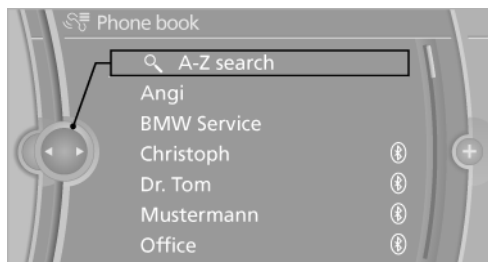 Phone book
A-Z search
Angi
BMW Service
Christoph
Dr. Tom
Mustermann
Office